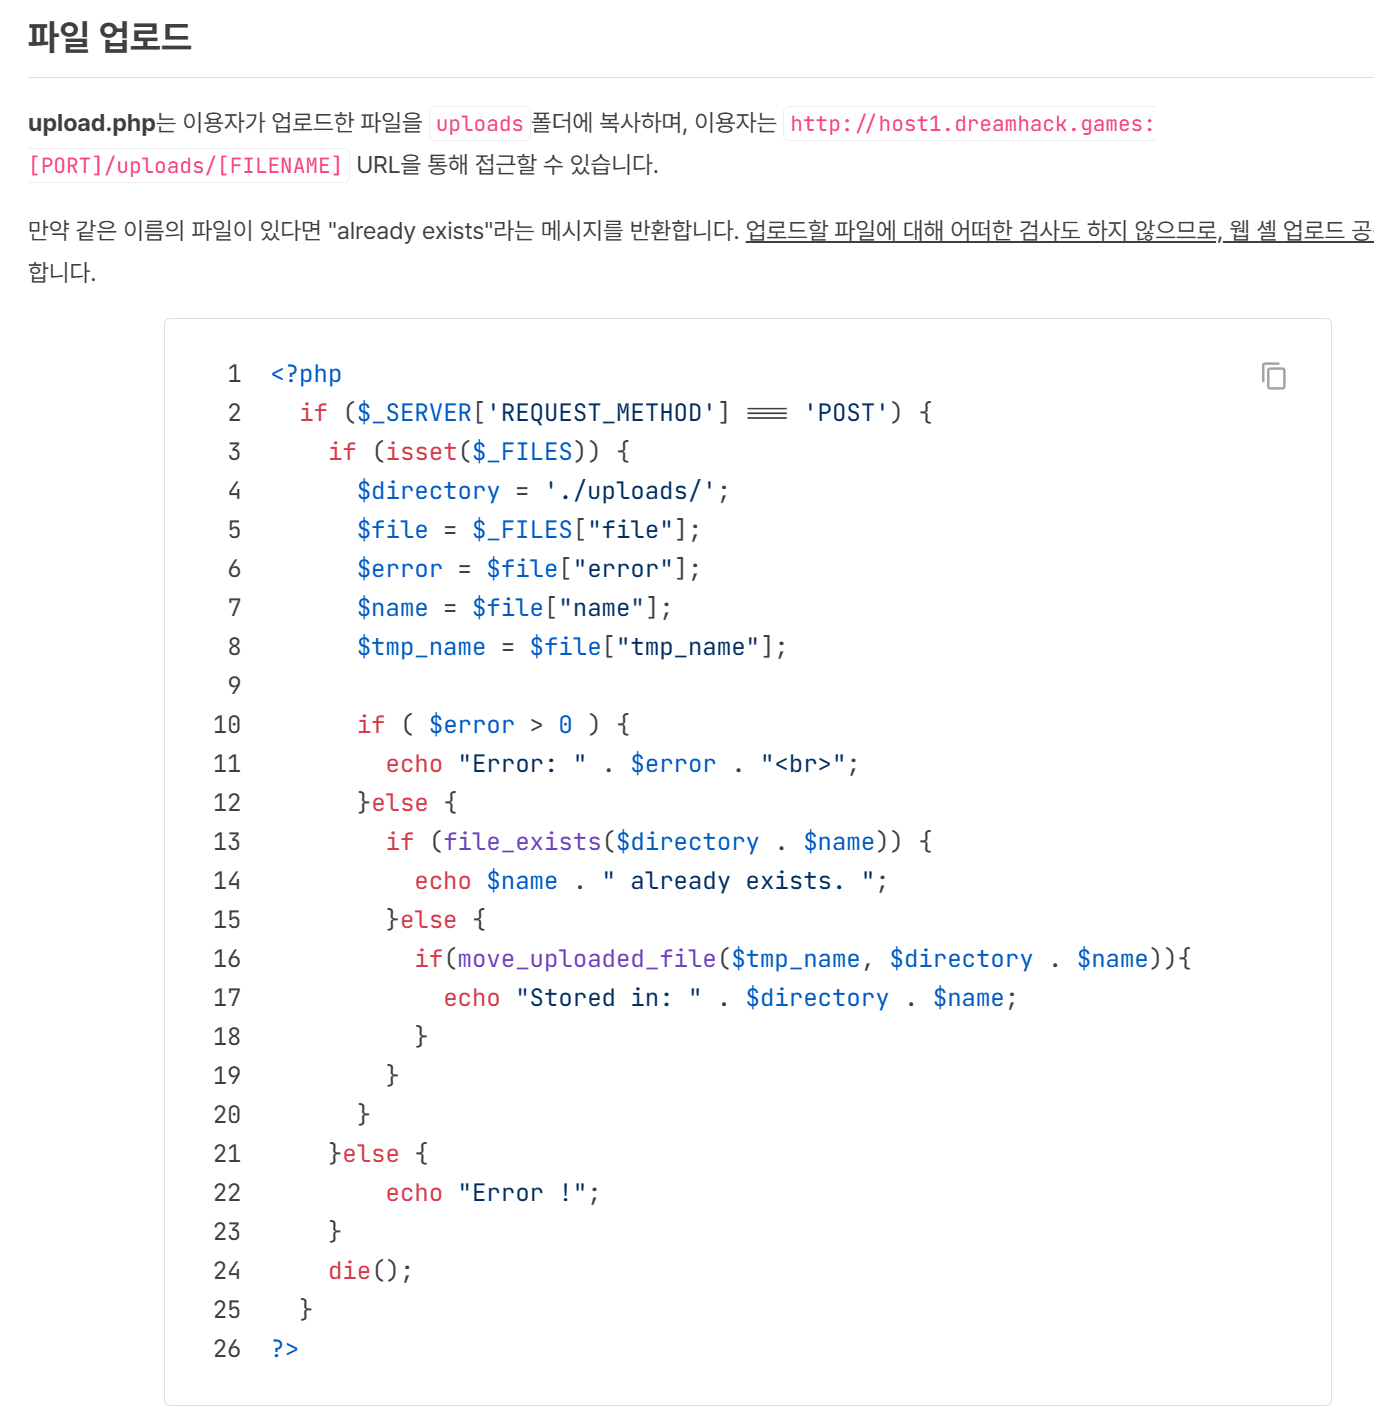 파일 업로드
upload.php는 이용자가 업로드한 파일을 uploads 폴더에 복사하며, 이용자는 http://host1.dreamhack.games:
[PORT]/uploads/[FILENAME] URL을 통해 접근할 수 있습니다.
만약 같은 이름의 파일이 있다면 "already exists"라는 메시지를 반환합니다. 업로드할 파일에 대해 어떠한 검사도 하지 않으므로, 웹 셸 업로드
합니다.
1 <?php
2   if ($_SERVER['REQUEST_METHOD'] === 'POST') {
3     if (isset($_FILES)) {
4       $directory = './uploads/';
5       $file = $_FILES["file"];
6       $error = $file["error"];
7       $name = $file["name"];
8       $tmp_name = $file["tmp_name"];
9
10       if ( $error > 0 ) {
11         echo "Error: " . $error . "<br>";
12       }else {
13         if (file_exists($directory . $name)) {
14           echo $name . " already exists. ";
15         }else {
16           if(move_uploaded_file($tmp_name, $directory . $name)){
17             echo "Stored in: " . $directory . $name;
18           }
19         }
20       }
21     }else {
22         echo "Error !";
23     }
24     die();
25   }
26 ?>